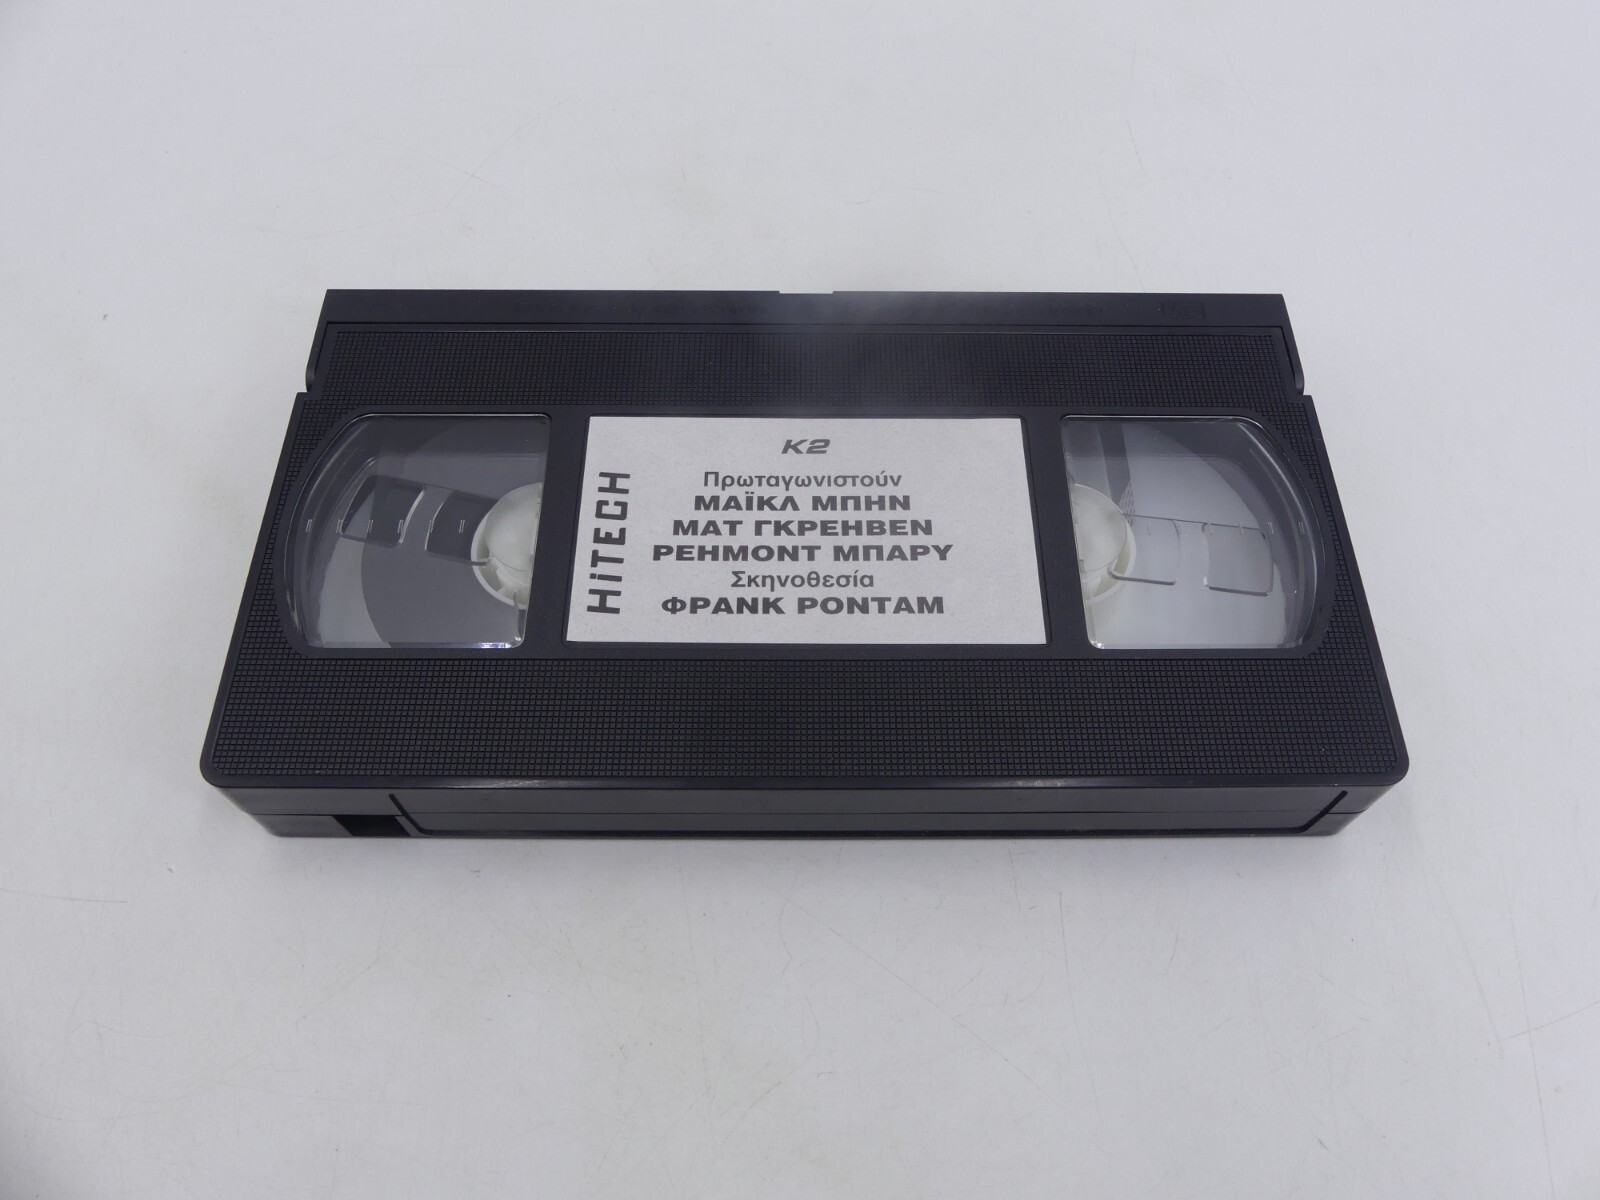 K2
HiTECH
Πρωταγωνιστούν
ΜΑΪΚΛ ΜΠΗΝ
ΜΑΤ ΓΚΡΕΗΒΕΝ
ΡΕΗΜΟΝΤ ΜΠΑΡΥ
Σκηνοθεσία
ΦΡΑΝΚ ΡΟΝΤΑΜ